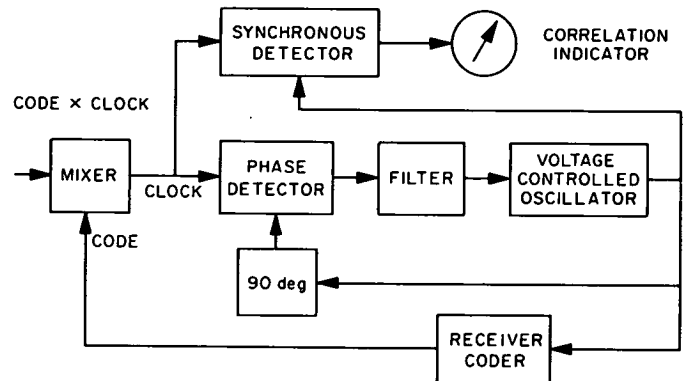 SYNCHRONOUS
DETECTOR
CORRELATION
INDICATOR
CODE × CLOCK
MIXER
CLOCK
PHASE
DETECTOR
FILTER
VOLTAGE
CONTROLLED
OSCILLATOR
CODE
90 deg
RECEIVER
CODER